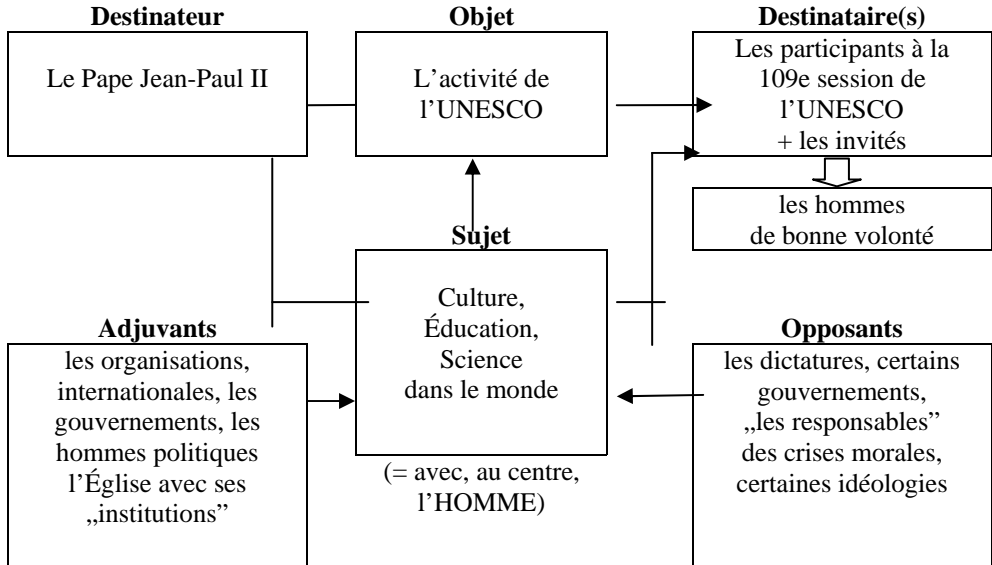 Destinateur
Le Pape Jean-Paul II
Objet
L’activité de
l’UNESCO
Destinataire(s)
Les participants à la
109e session de
l’UNESCO
+ les invités
les hommes
de bonne volonté
Sujet
Culture,
Éducation,
Science
dans le monde
(= avec, au centre,
l’HOMME)
Adjuvants
les organisations,
internationales, les
gouvernements, les
hommes politiques
l’Église avec ses
„institutions”
Opposants
les dictatures, certains
gouvernements,
„les responsables”
des crises morales,
certaines idéologies